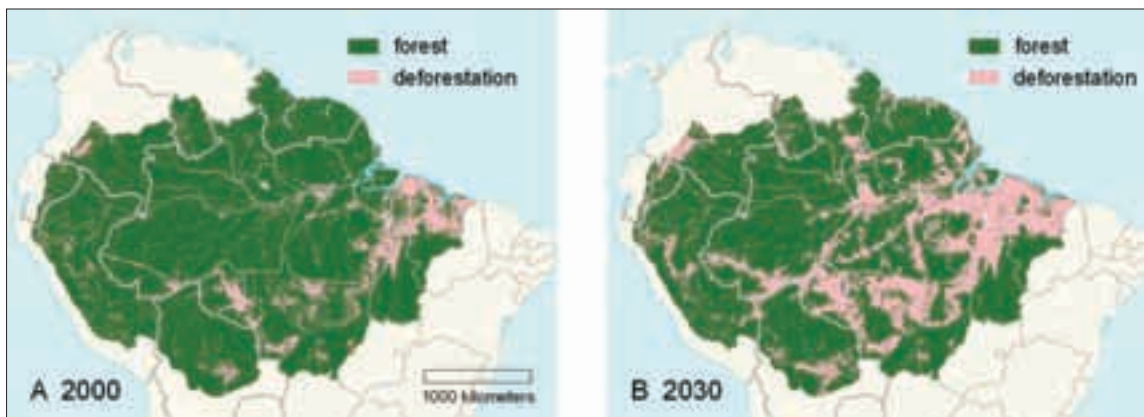 forest
deforestation
A 2000
1000 kilometers
forest
deforestation
B 2030